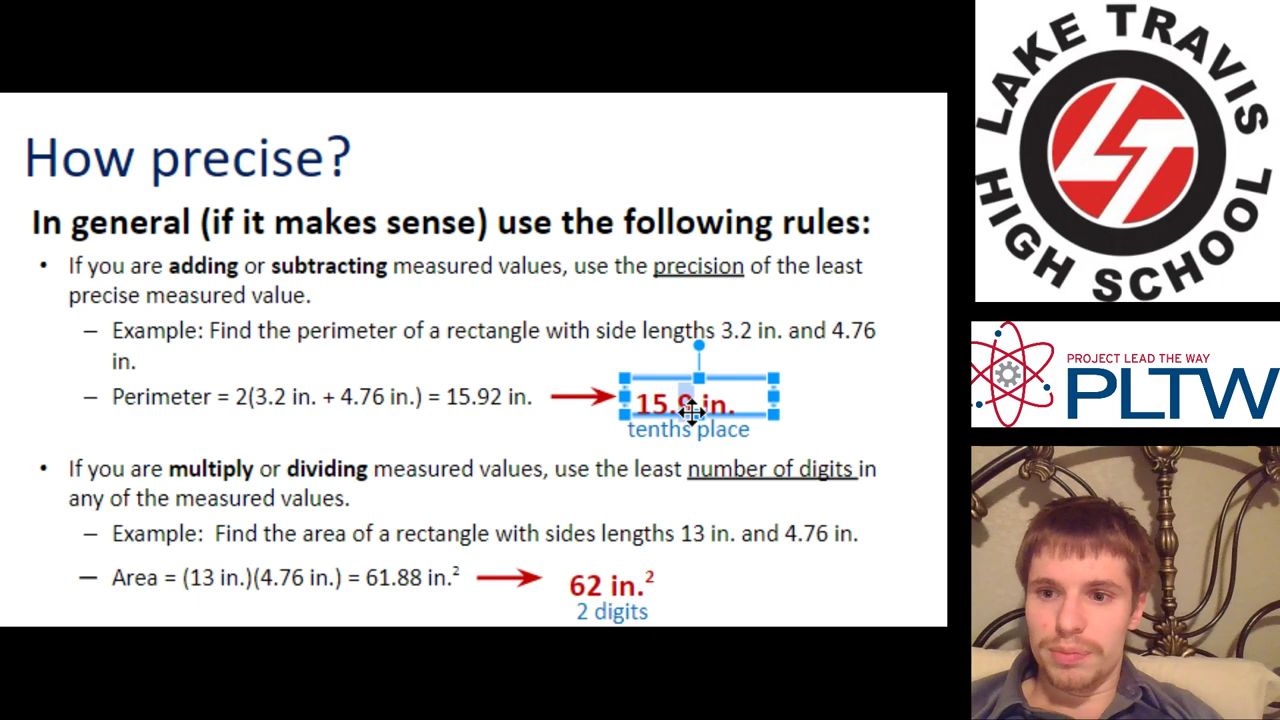 How precise?
In general (if it makes sense) use the following rules:
• If you are adding or subtracting measured values, use the precision of the least
precise measured value.
– Example: Find the perimeter of a rectangle with side lengths 3.2 in. and 4.76
in.
– Perimeter = 2(3.2 in. + 4.76 in.) = 15.92 in.
15.9 in.
tenths place
• If you are multiply or dividing measured values, use the least number of digits in
any of the measured values.
– Example: Find the area of a rectangle with sides lengths 13 in. and 4.76 in.
– Area = (13 in.)(4.76 in.) = 61.88 in.²
62 in.²
2 digits
LAKE TRAVIS
LT
HIGH SCHOOL
PROJECT LEAD THE WAY
PLTW